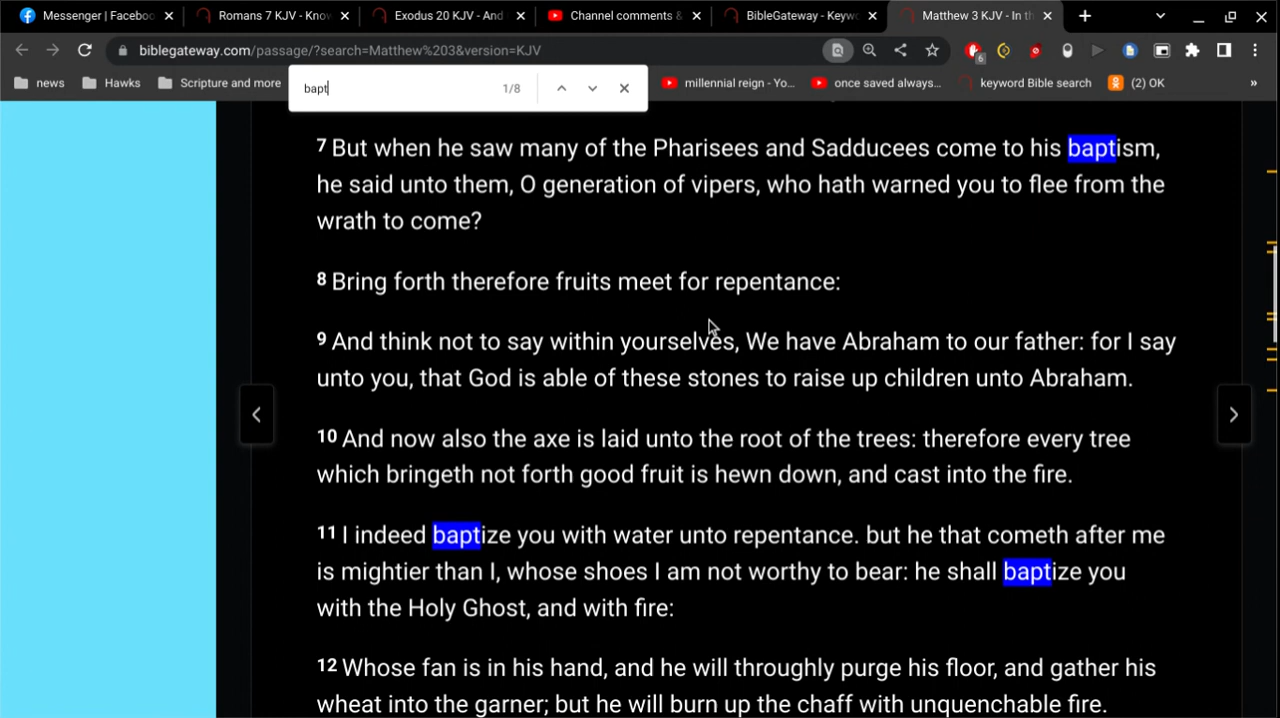 Messenger | Faceboo
Romans 7 KJV - Know
Exodus 20 KJV - And
Channel comments &
BibleGateway - Keyw
Matthew 3 KJV - In th
biblegateway.com/passage/?search=Matthew%203&version=KJV
6
news
Hawks
Scripture and more
millennial reign - Yo...
once saved always...
keyword Bible search
(2) OK
»
bapt
1/8
7 But when he saw many of the Pharisees and Sadducees come to his baptism,
he said unto them, O generation of vipers, who hath warned you to flee from the
wrath to come?
8 Bring forth therefore fruits meet for repentance:
9 And think not to say within yourselves, We have Abraham to our father: for I say
unto you, that God is able of these stones to raise up children unto Abraham.
10 And now also the axe is laid unto the root of the trees: therefore every tree
which bringeth not forth good fruit is hewn down, and cast into the fire.
11 I indeed baptize you with water unto repentance. but he that cometh after me
is mightier than I, whose shoes I am not worthy to bear: he shall baptize you
with the Holy Ghost, and with fire:
12 Whose fan is in his hand, and he will throughly purge his floor, and gather his
wheat into the garner; but he will burn up the chaff with unquenchable fire.